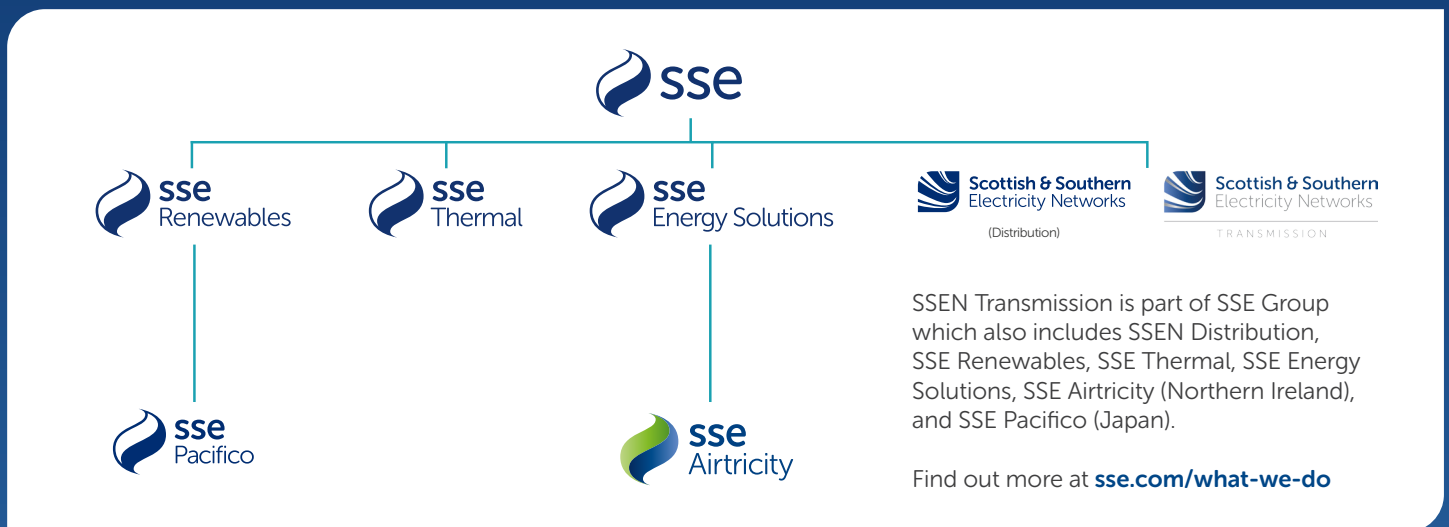 sse
sse
Renewables
sse
Thermal
sse
Energy Solutions
Scottish & Southern
Electricity Networks
(Distribution)
Scottish & Southern
Electricity Networks
TRANSMISSION
SSEN Transmission is part of SSE Group
which also includes SSEN Distribution,
SSE Renewables, SSE Thermal, SSE Energy
Solutions, SSE Airtricity (Northern Ireland),
and SSE Pacifico (Japan).
sse
Pacifico
sse
Airtricity
Find out more at sse.com/what-we-do